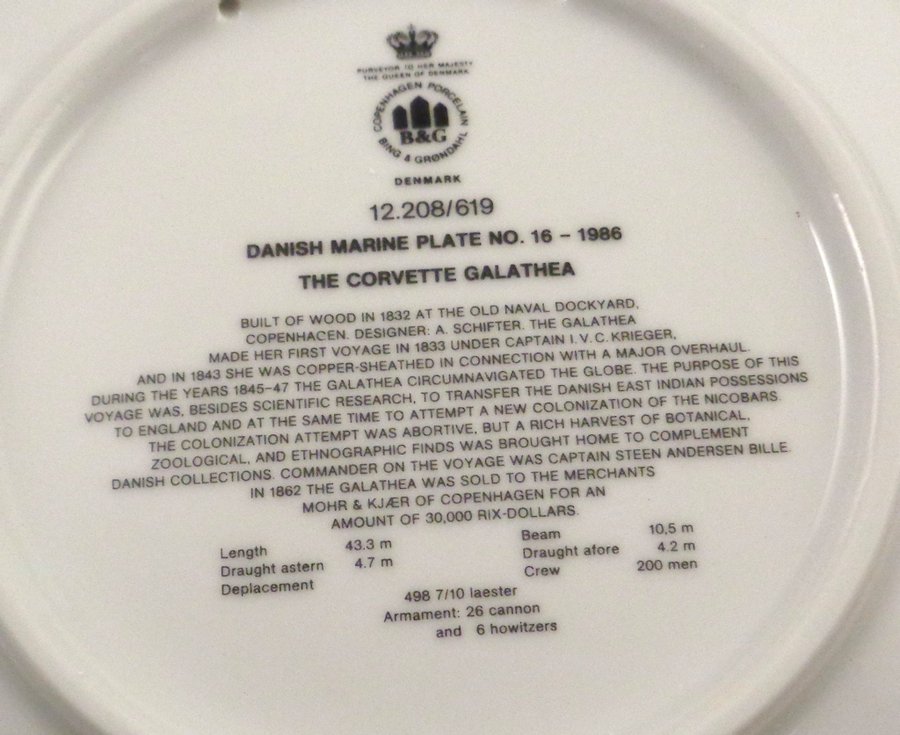 PURVEYOR TO HER MAJESTY
THE QUEEN OF DENMARK
COPENHAGEN PORCELAIN
B&G
BING & GRØNDAHL
DENMARK
12.208/619
DANISH MARINE PLATE NO. 16 – 1986
THE CORVETTE GALATHEA
BUILT OF WOOD IN 1832 AT THE OLD NAVAL DOCKYARD,
COPENHAGEN. DESIGNER: A. SCHIFTER. THE GALATHEA
MADE HER FIRST VOYAGE IN 1833 UNDER CAPTAIN I. V. C. KRIEGER,
AND IN 1843 SHE WAS COPPER-SHEATHED IN CONNECTION WITH A MAJOR OVERHAUL.
DURING THE YEARS 1845-47 THE GALATHEA CIRCUMNAVIGATED THE GLOBE. THE PURPOSE OF THIS
VOYAGE WAS, BESIDES SCIENTIFIC RESEARCH, TO TRANSFER THE DANISH EAST INDIAN POSSESSIONS
TO ENGLAND AND AT THE SAME TIME TO ATTEMPT A NEW COLONIZATION OF THE NICOBARS.
THE COLONIZATION ATTEMPT WAS ABORTIVE, BUT A RICH HARVEST OF BOTANICAL,
ZOOLOGICAL, AND ETHNOGRAPHIC FINDS WAS BROUGHT HOME TO COMPLEMENT
DANISH COLLECTIONS. COMMANDER ON THE VOYAGE WAS CAPTAIN STEEN ANDERSEN BILLE.
IN 1862 THE GALATHEA WAS SOLD TO THE MERCHANTS
MOHR & KJÆR OF COPENHAGEN FOR AN
AMOUNT OF 30,000 RIX-DOLLARS.
Length 43.3 m Beam 10,5 m
Draught astern 4.7 m Draught afore 4.2 m
Deplacement Crew 200 men
498 7/10 laester
Armament: 26 cannon
and 6 howitzers